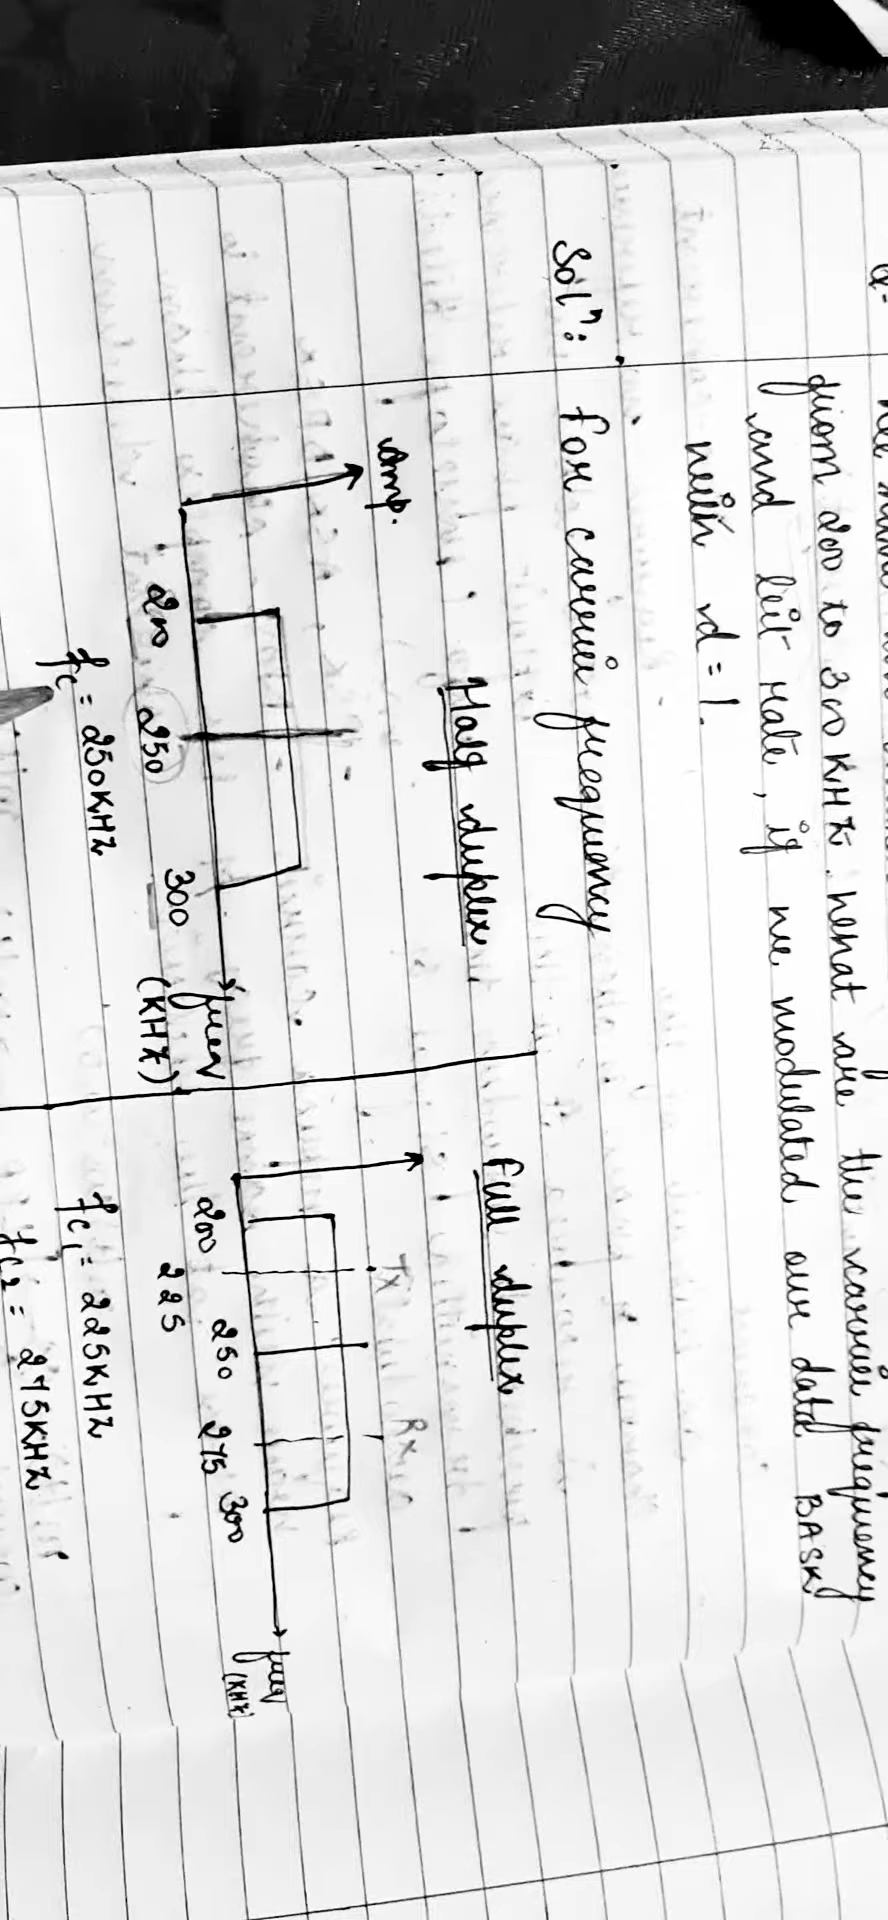 Q-
from 200 to 300 KHz. What are the carrier frequency
and bit rate, if we modulated our data BASK
with d = 1.
Solⁿ: For carrier frequency
Half duplex
Amp.
200 250 300 freq
(KHz)
fc = 250KHz
Full duplex
Tx Rx
200 225 250 275 300 freq
(KHz)
fc1 = 225KHz
fc2 = 275KHz